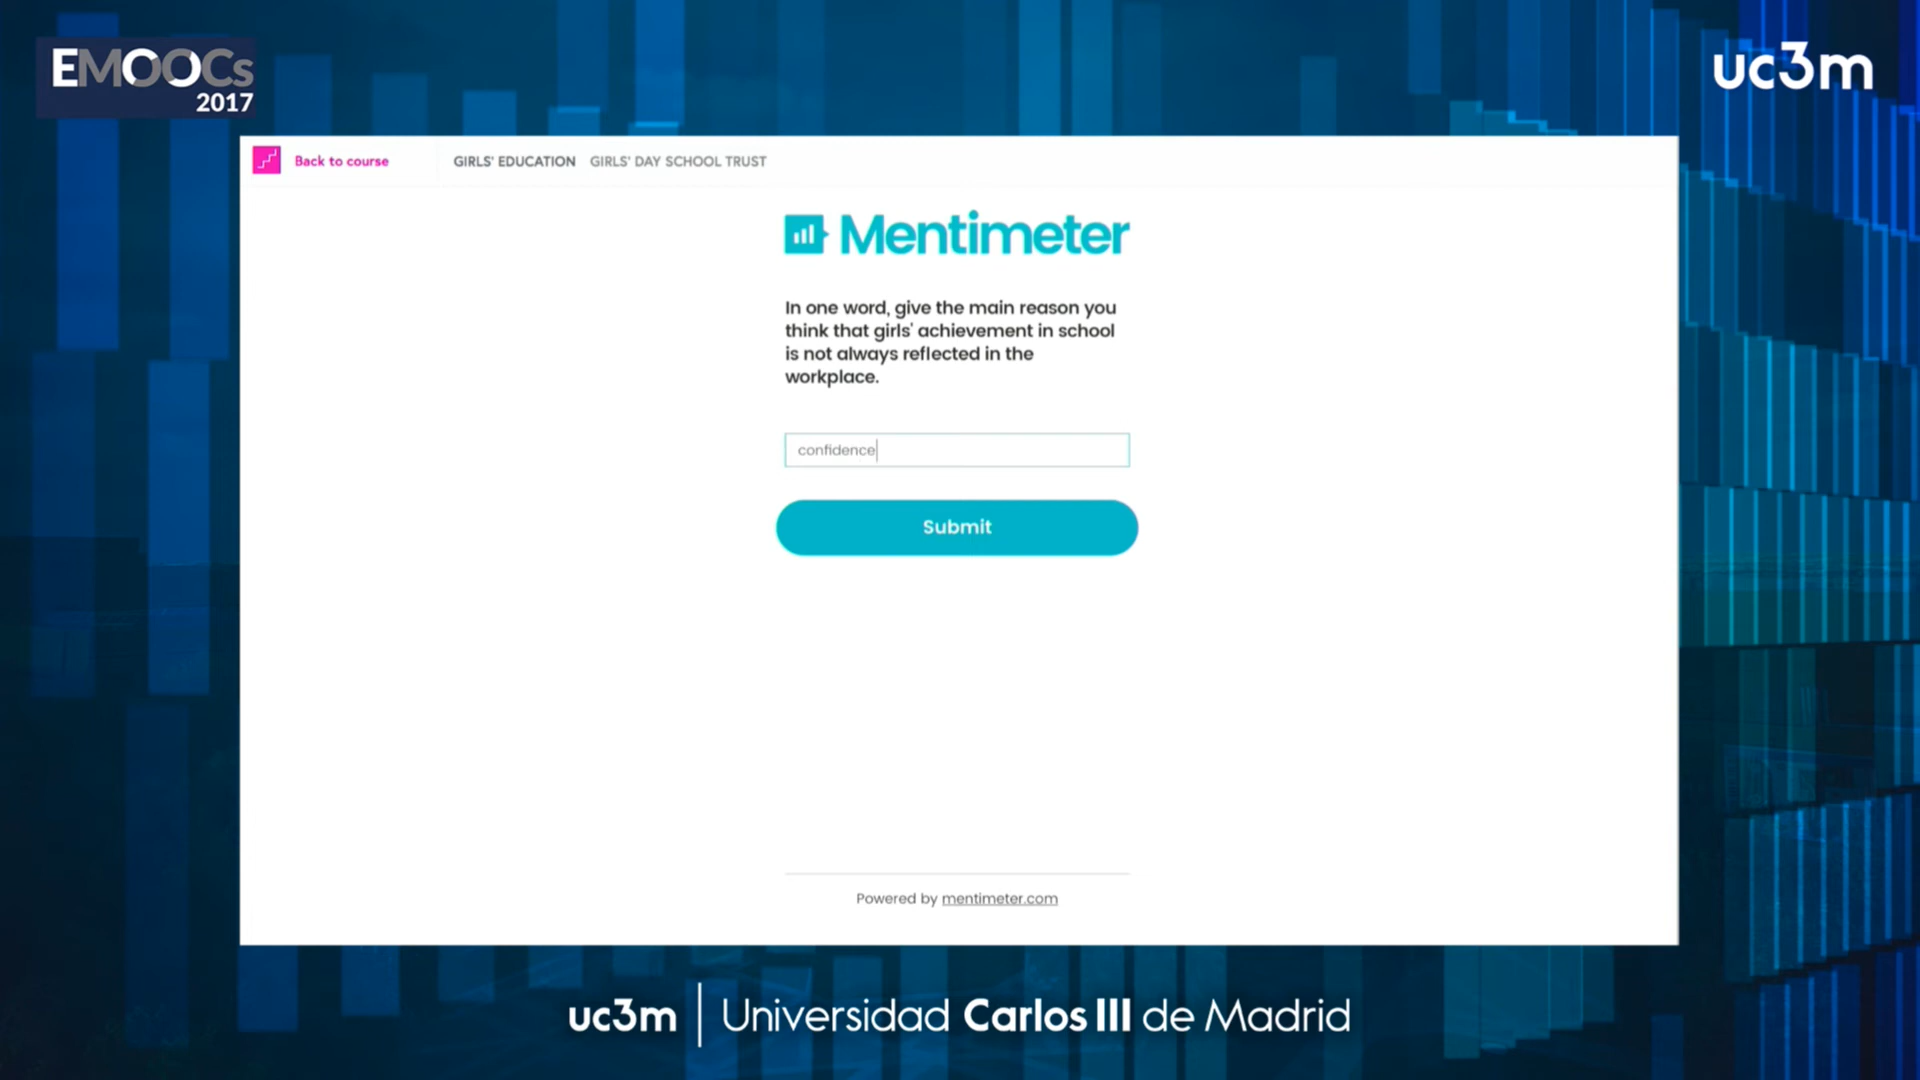 EMOOCs
2017
uc3m
Back to course
GIRLS' EDUCATION GIRLS' DAY SCHOOL TRUST
Mentimeter
In one word, give the main reason you
think that girls' achievement in school
is not always reflected in the
workplace.
confidence
Submit
Powered by mentimeter.com
uc3m | Universidad Carlos III de Madrid